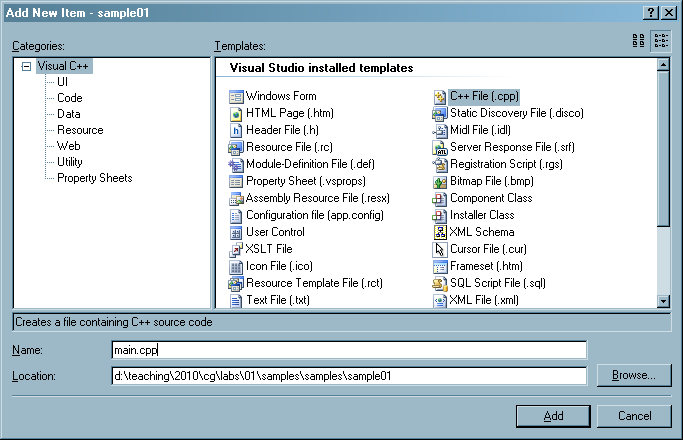 Add New Item - sample01
Categories:
Templates:
Visual C++
UI
Code
Data
Resource
Web
Utility
Property Sheets
Visual Studio installed templates
Windows Form
C++ File (.cpp)
HTML Page (.htm)
Static Discovery File (.disco)
Header File (.h)
Midl File (.idl)
Resource File (.rc)
Server Response File (.srf)
Module-Definition File (.def)
Registration Script (.rgs)
Property Sheet (.vsprops)
Bitmap File (.bmp)
Assembly Resource File (.resx)
Component Class
Configuration file (app.config)
Installer Class
User Control
XML Schema
XSLT File
Cursor File (.cur)
Icon File (.ico)
Frameset (.htm)
Resource Template File (.rct)
SQL Script File (.sql)
Text File (.txt)
XML File (.xml)
Creates a file containing C++ source code
Name:
main.cpp
Location:
d:\teaching\2010\cg\labs\01\samples\samples\sample01
Browse...
Add
Cancel